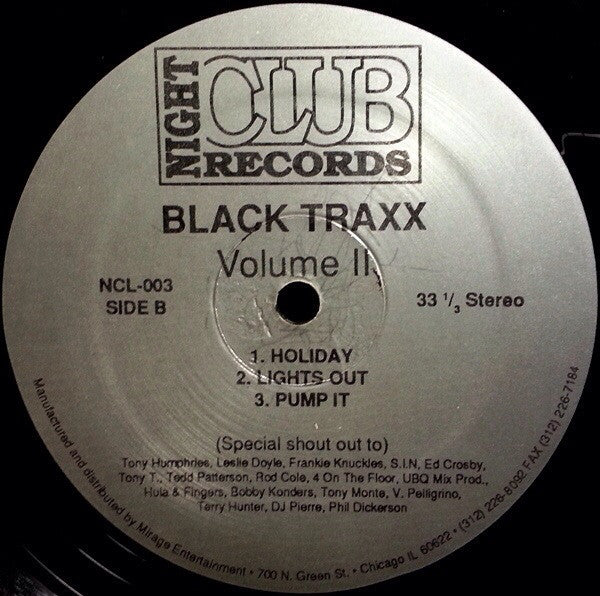 NIGHT CLUB
RECORDS
BLACK TRAXX
Volume II
NCL-003
SIDE B
33 1/3 Stereo
1. HOLIDAY
2. LIGHTS OUT
3. PUMP IT
(Special shout out to)
Tony Humphries, Leslie Doyle, Frankie Knuckles, S.I.N, Ed Crosby,
Tony T., Tedd Patterson, Rod Cole, 4 On The Floor, UBQ Mix Prod.,
Hula & Fingers, Bobby Konders, Tony Monte, V. Pelligrino,
Terry Hunter, DJ Pierre, Phil Dickerson
Manufactured and distributed by Mirage Entertainment • 700 N. Green St. • Chicago IL 60622 • (312) 226-8092 FAX (312) 226-7184